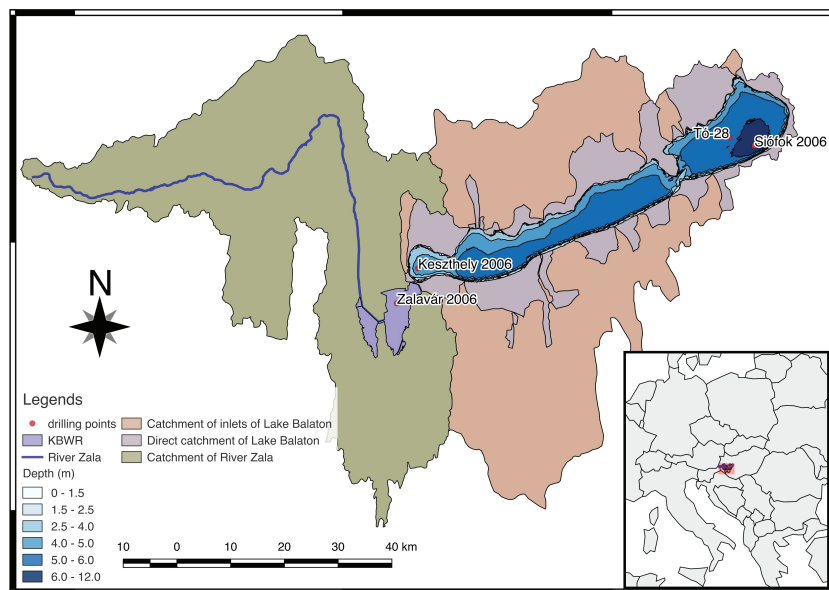 Tó-28
Siófok 2006
Keszthely 2006
Zalavár 2006
N
Legends
drilling points
KBWR
River Zala
Catchment of inlets of Lake Balaton
Direct catchment of Lake Balaton
Catchment of River Zala
Depth (m)
0 - 1.5
1.5 - 2.5
2.5 - 4.0
4.0 - 5.0
5.0 - 6.0
6.0 - 12.0
10 0 10 20 30 40 km